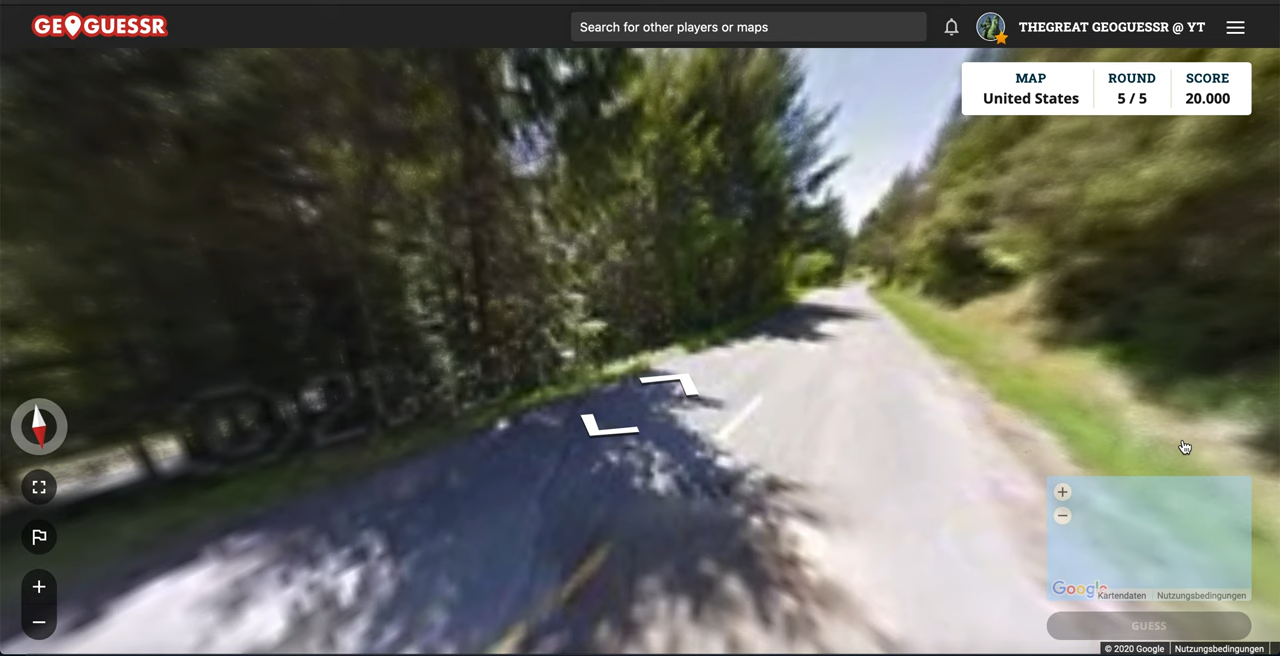 GEOGUESSR
Search for other players or maps
THEGREAT GEOGUESSR @ YT
MAP
ROUND
SCORE
United States
5 / 5
20.000
+
−
Google
Kartendaten
Nutzungsbedingungen
GUESS
+
−
© 2020 Google
Nutzungsbedingungen